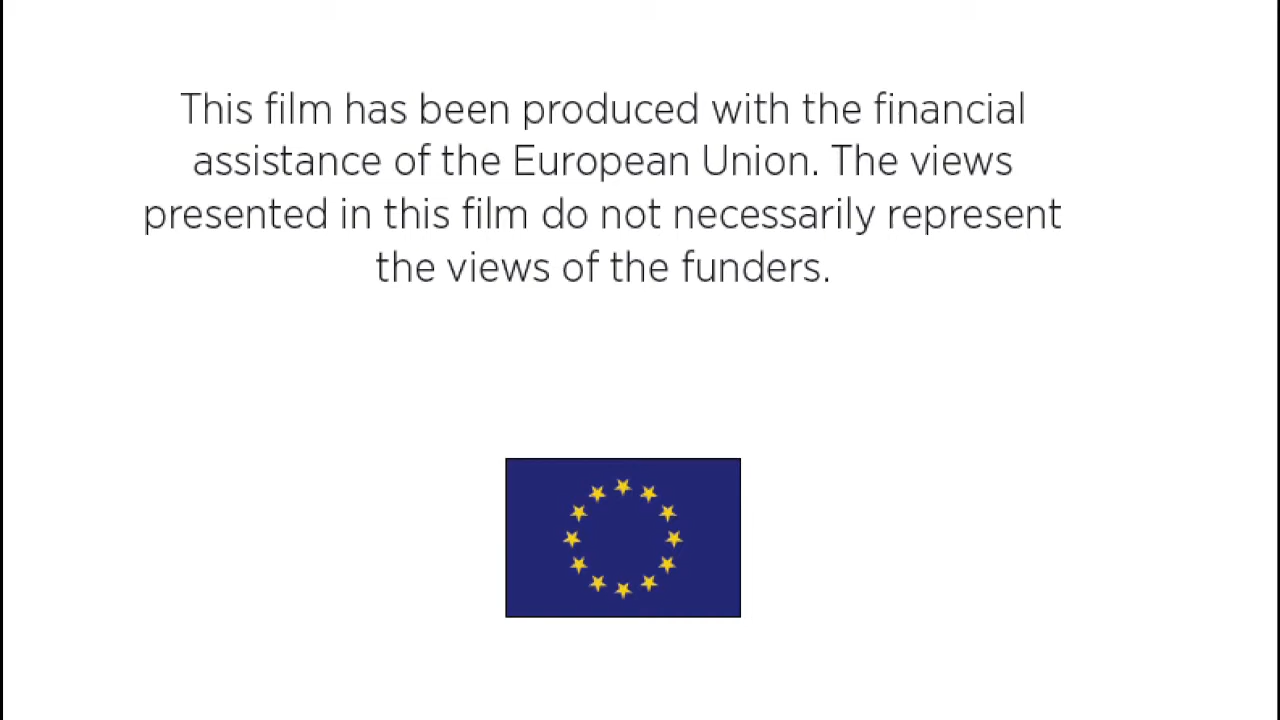 This film has been produced with the financial
assistance of the European Union. The views
presented in this film do not necessarily represent
the views of the funders.